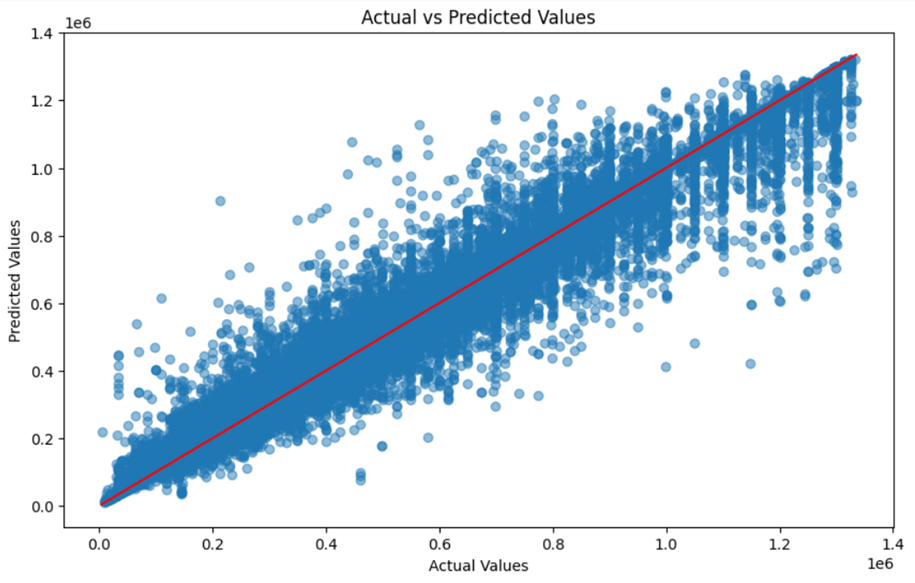 Actual vs Predicted Values
1e6
1.4
1.2
1.0
0.8
0.6
0.4
0.2
0.0
Predicted Values
0.0 0.2 0.4 0.6 0.8 1.0 1.2 1.4
1e6
Actual Values